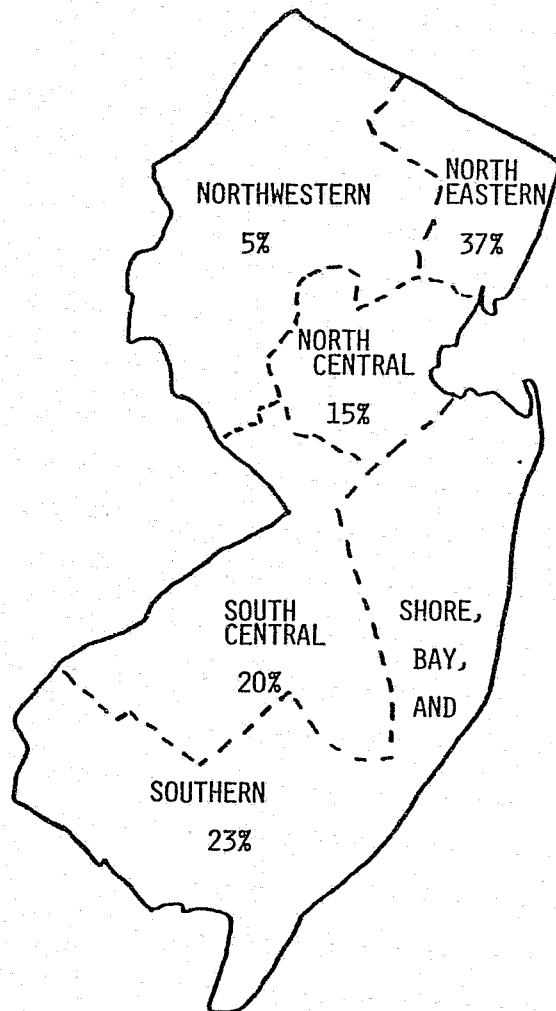 NORTHWESTERN
5%
NORTH
EASTERN
37%
NORTH
CENTRAL
15%
SOUTH
CENTRAL
20%
SHORE,
BAY,
AND
SOUTHERN
23%